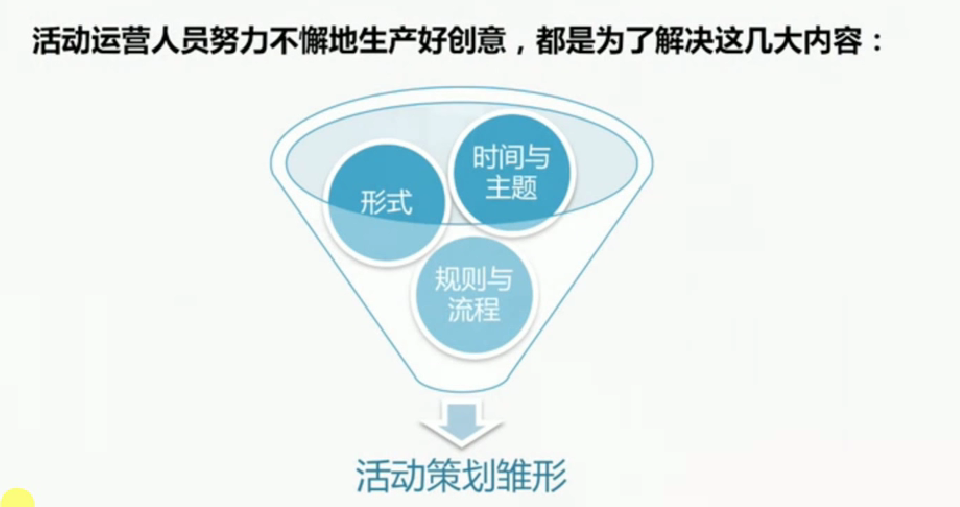 活动运营人员努力不懈地生产好创意，都是为了解决这几大内容：
形式
时间与
主题
规则与
流程
活动策划雏形